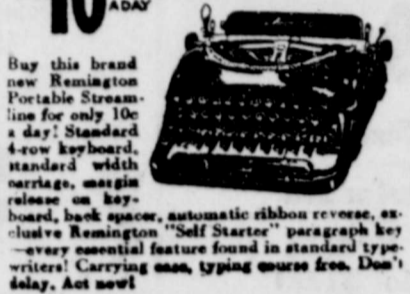 10
A DAY
Buy this brand
new Remington
Portable Stream-
line for only 10c
a day! Standard
4-row keyboard,
standard width
carriage, margin
release on key-
board, back spacer, automatic ribbon reverse, ex-
clusive Remington "Self Starter" paragraph key
—every essential feature found in standard type-
writers! Carrying case, typing course free. Don't
delay. Act now!